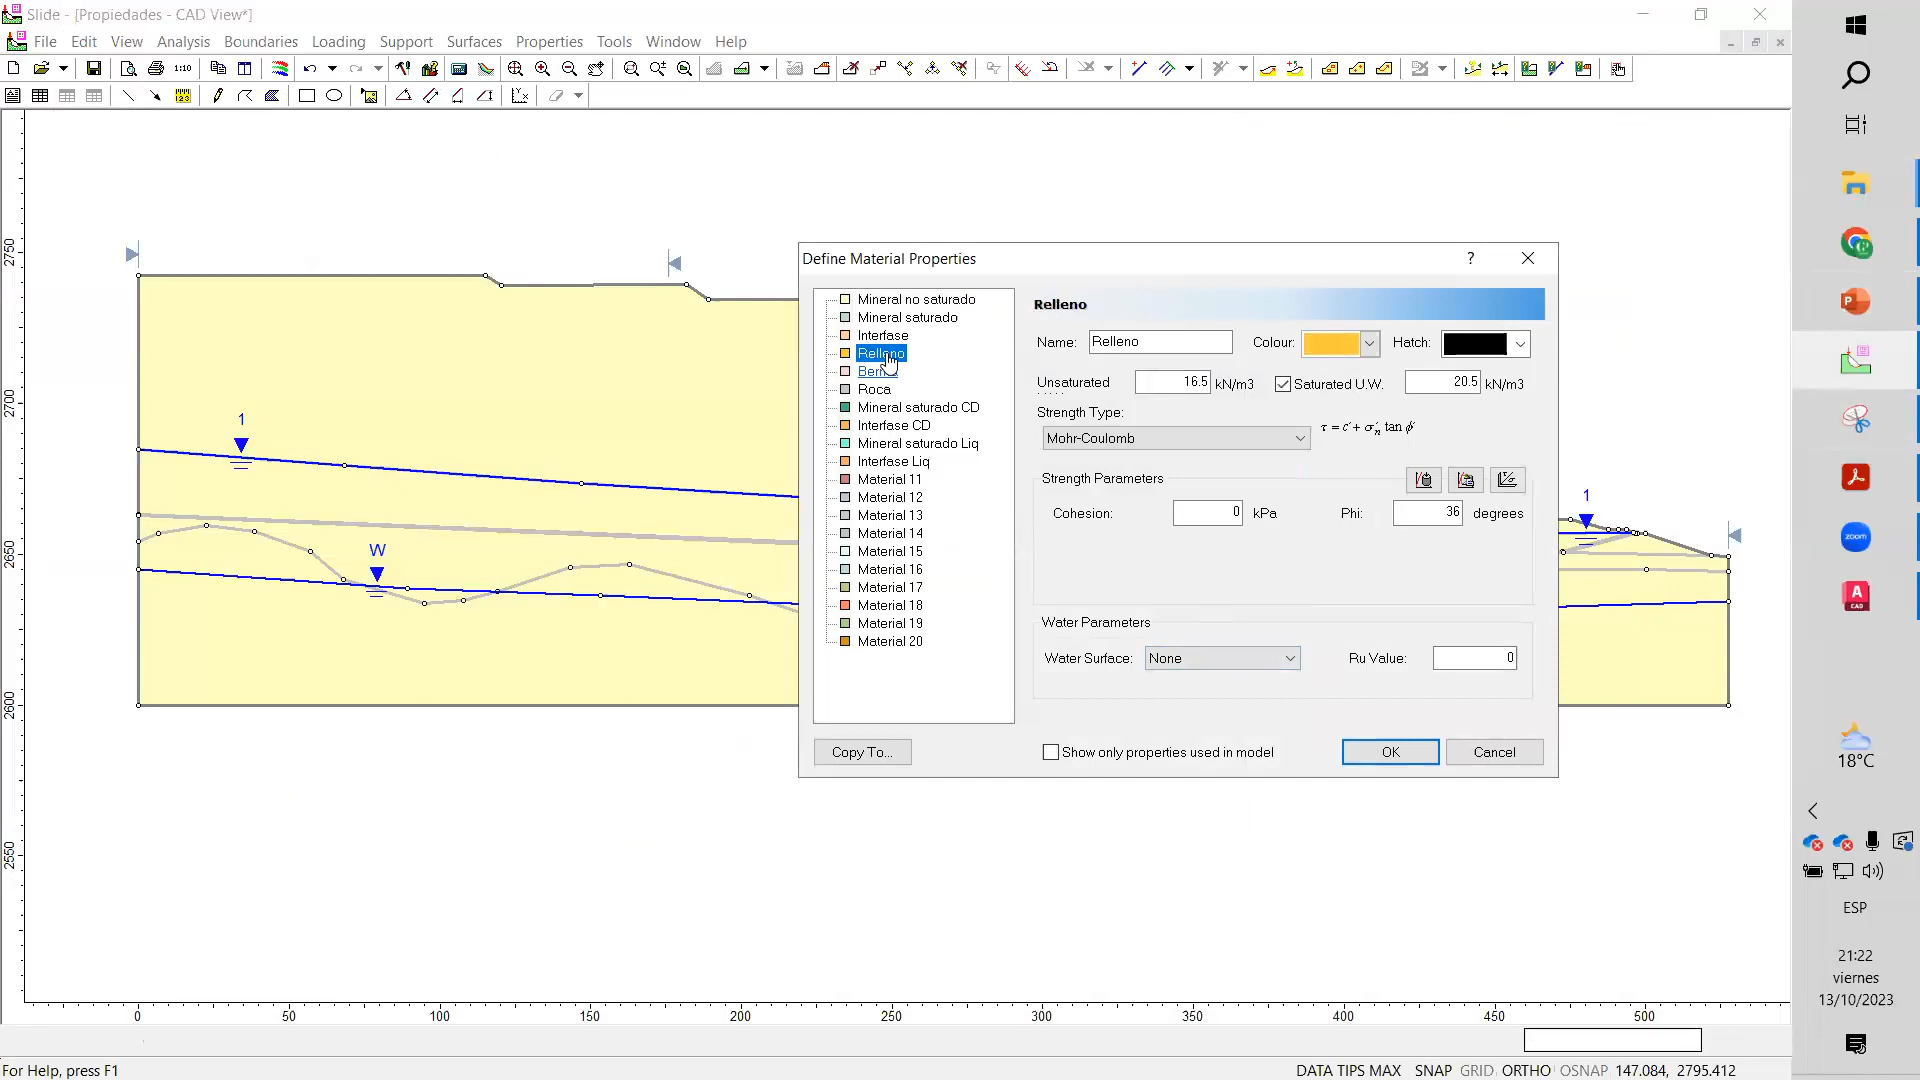 Slide - [Propiedades - CAD View*]
File Edit View Analysis Boundaries Loading Support Surfaces Properties Tools Window Help
1:10
123
2750
2700
2650
2600
2550
1
W
1
Define Material Properties
?
Mineral no saturado
Mineral saturado
Interfase
Relleno
Roca
Mineral saturado CD
Interfase CD
Mineral saturado Liq
Interfase Liq
Material 11
Material 12
Material 13
Material 14
Material 15
Material 16
Material 17
Material 18
Material 19
Material 20
Relleno
Name: Relleno Colour: Hatch:
Unsaturated 16.5 kN/m3 Saturated U.W. 20.5 kN/m3
Strength Type:
Mohr-Coulomb τ = c' + σ'n tan ϕ'
Strength Parameters
Cohesion: 0 kPa Phi: 36 degrees
Water Parameters
Water Surface: None Ru Value: 0
Copy To... Show only properties used in model OK Cancel
0 50 100 150 200 250 300 350 400 450 500
For Help, press F1
DATA TIPS MAX SNAP GRID ORTHO OSNAP 147.084, 2795.412
zoom
A
CAD
18°C
ESP
21:22
viernes
13/10/2023